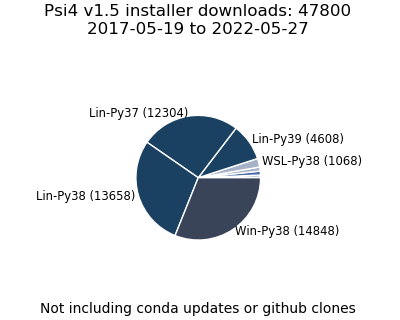 Psi4 v1.5 installer downloads: 47800
2017-05-19 to 2022-05-27
Lin-Py37 (12304)
Lin-Py39 (4608)
WSL-Py38 (1068)
Lin-Py38 (13658)
Win-Py38 (14848)
Not including conda updates or github clones